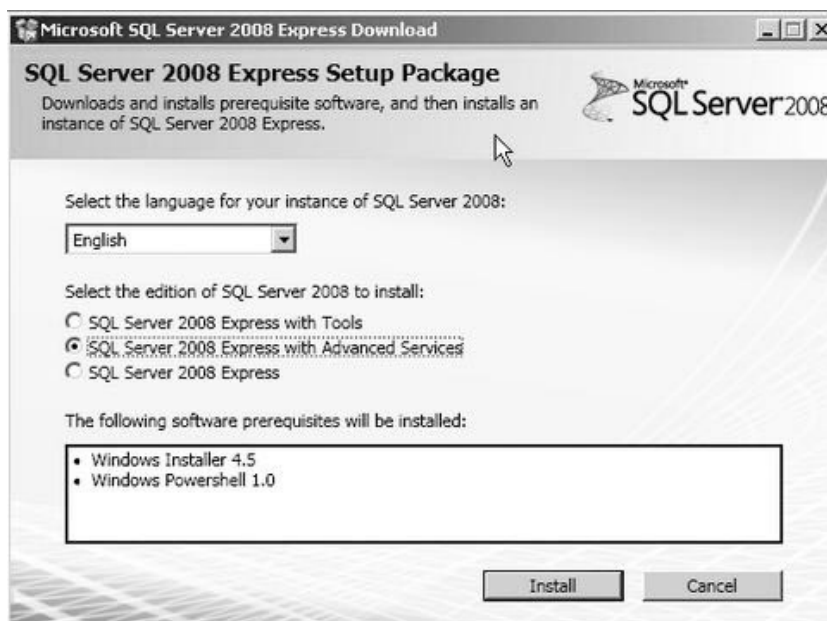 Microsoft SQL Server 2008 Express Download
SQL Server 2008 Express Setup Package
Downloads and installs prerequisite software, and then installs an
instance of SQL Server 2008 Express.
Microsoft®
SQL Server 2008
Select the language for your instance of SQL Server 2008:
English
Select the edition of SQL Server 2008 to install:
SQL Server 2008 Express with Tools
SQL Server 2008 Express with Advanced Services
SQL Server 2008 Express
The following software prerequisites will be installed:
• Windows Installer 4.5
• Windows Powershell 1.0
Install Cancel